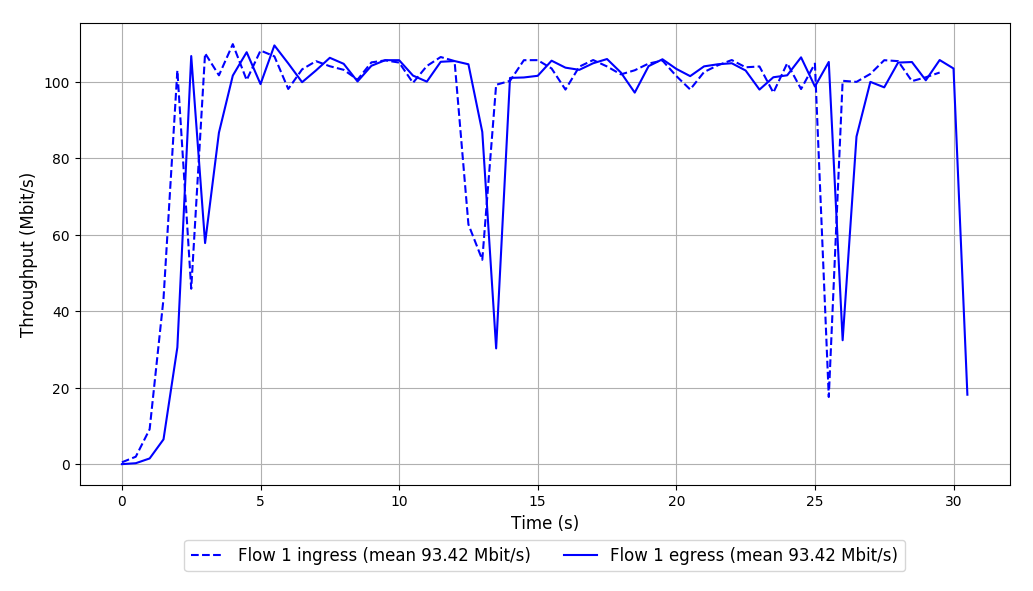 Throughput (Mbit/s)
100
80
60
40
20
0
0 5 10 15 20 25 30
Time (s)
Flow 1 ingress (mean 93.42 Mbit/s) Flow 1 egress (mean 93.42 Mbit/s)